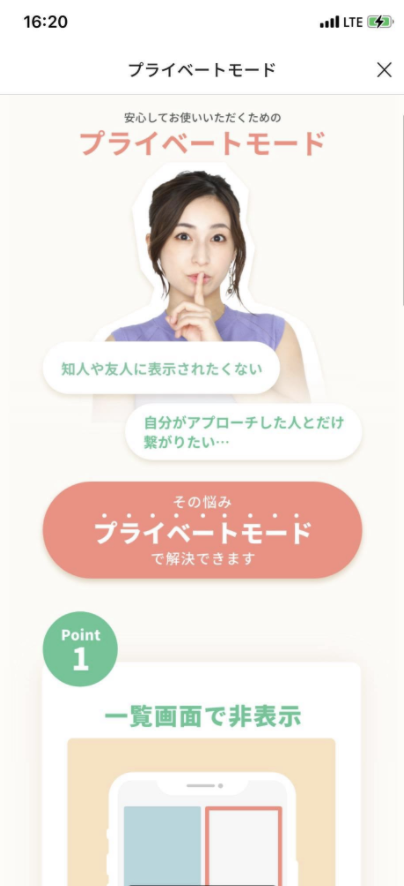 16:20
LTE
プライベートモード
安心してお使いいただくための
プライベートモード
知人や友人に表示されたくない
自分がアプローチした人とだけ
繋がりたい…
その悩み
プライベートモード
で解決できます
Point
1
一覧画面で非表示